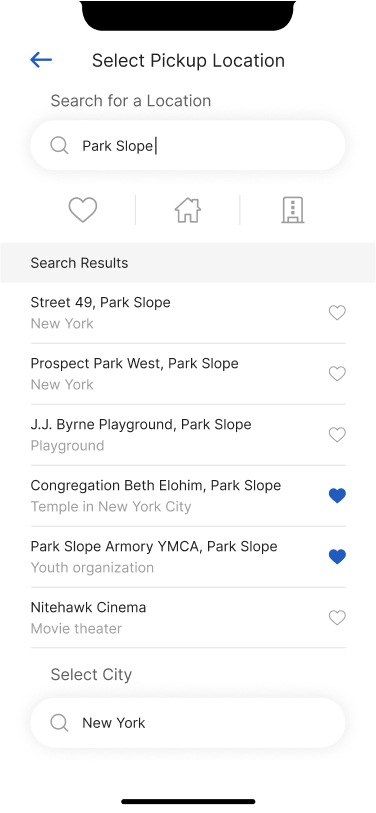 Select Pickup Location
Search for a Location
Park Slope
Search Results
Street 49, Park Slope
New York
Prospect Park West, Park Slope
New York
J.J. Byrne Playground, Park Slope
Playground
Congregation Beth Elohim, Park Slope
Temple in New York City
Park Slope Armory YMCA, Park Slope
Youth organization
Nitehawk Cinema
Movie theater
Select City
New York